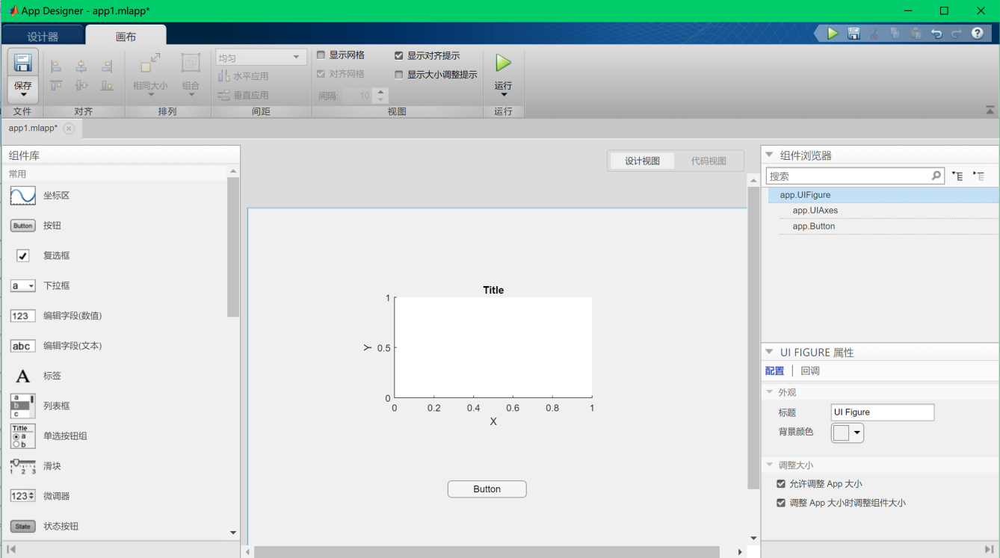 App Designer - app1.mlapp*
设计器
画布
保存
相同大小
组合
均匀
水平应用
垂直应用
显示网格
对齐网格
间隔:
10
显示对齐提示
显示大小调整提示
运行
文件
对齐
排列
间距
视图
运行
app1.mlapp*
组件库
常用
坐标区
Button
按钮
复选框
a
下拉框
123
编辑字段(数值)
abc
编辑字段(文本)
A
标签
a
b
c
列表框
Title
a
b
单选按钮组
1 2 3
滑块
123
微调器
State
状态按钮
设计视图
代码视图
Title
1
0.5
0
Y
0
0.2
0.4
0.6
0.8
1
X
Button
组件浏览器
搜索
app.UIFigure
app.UIAxes
app.Button
UI FIGURE 属性
配置
回调
外观
标题
UI Figure
背景颜色
调整大小
允许调整 App 大小
调整 App 大小时调整组件大小